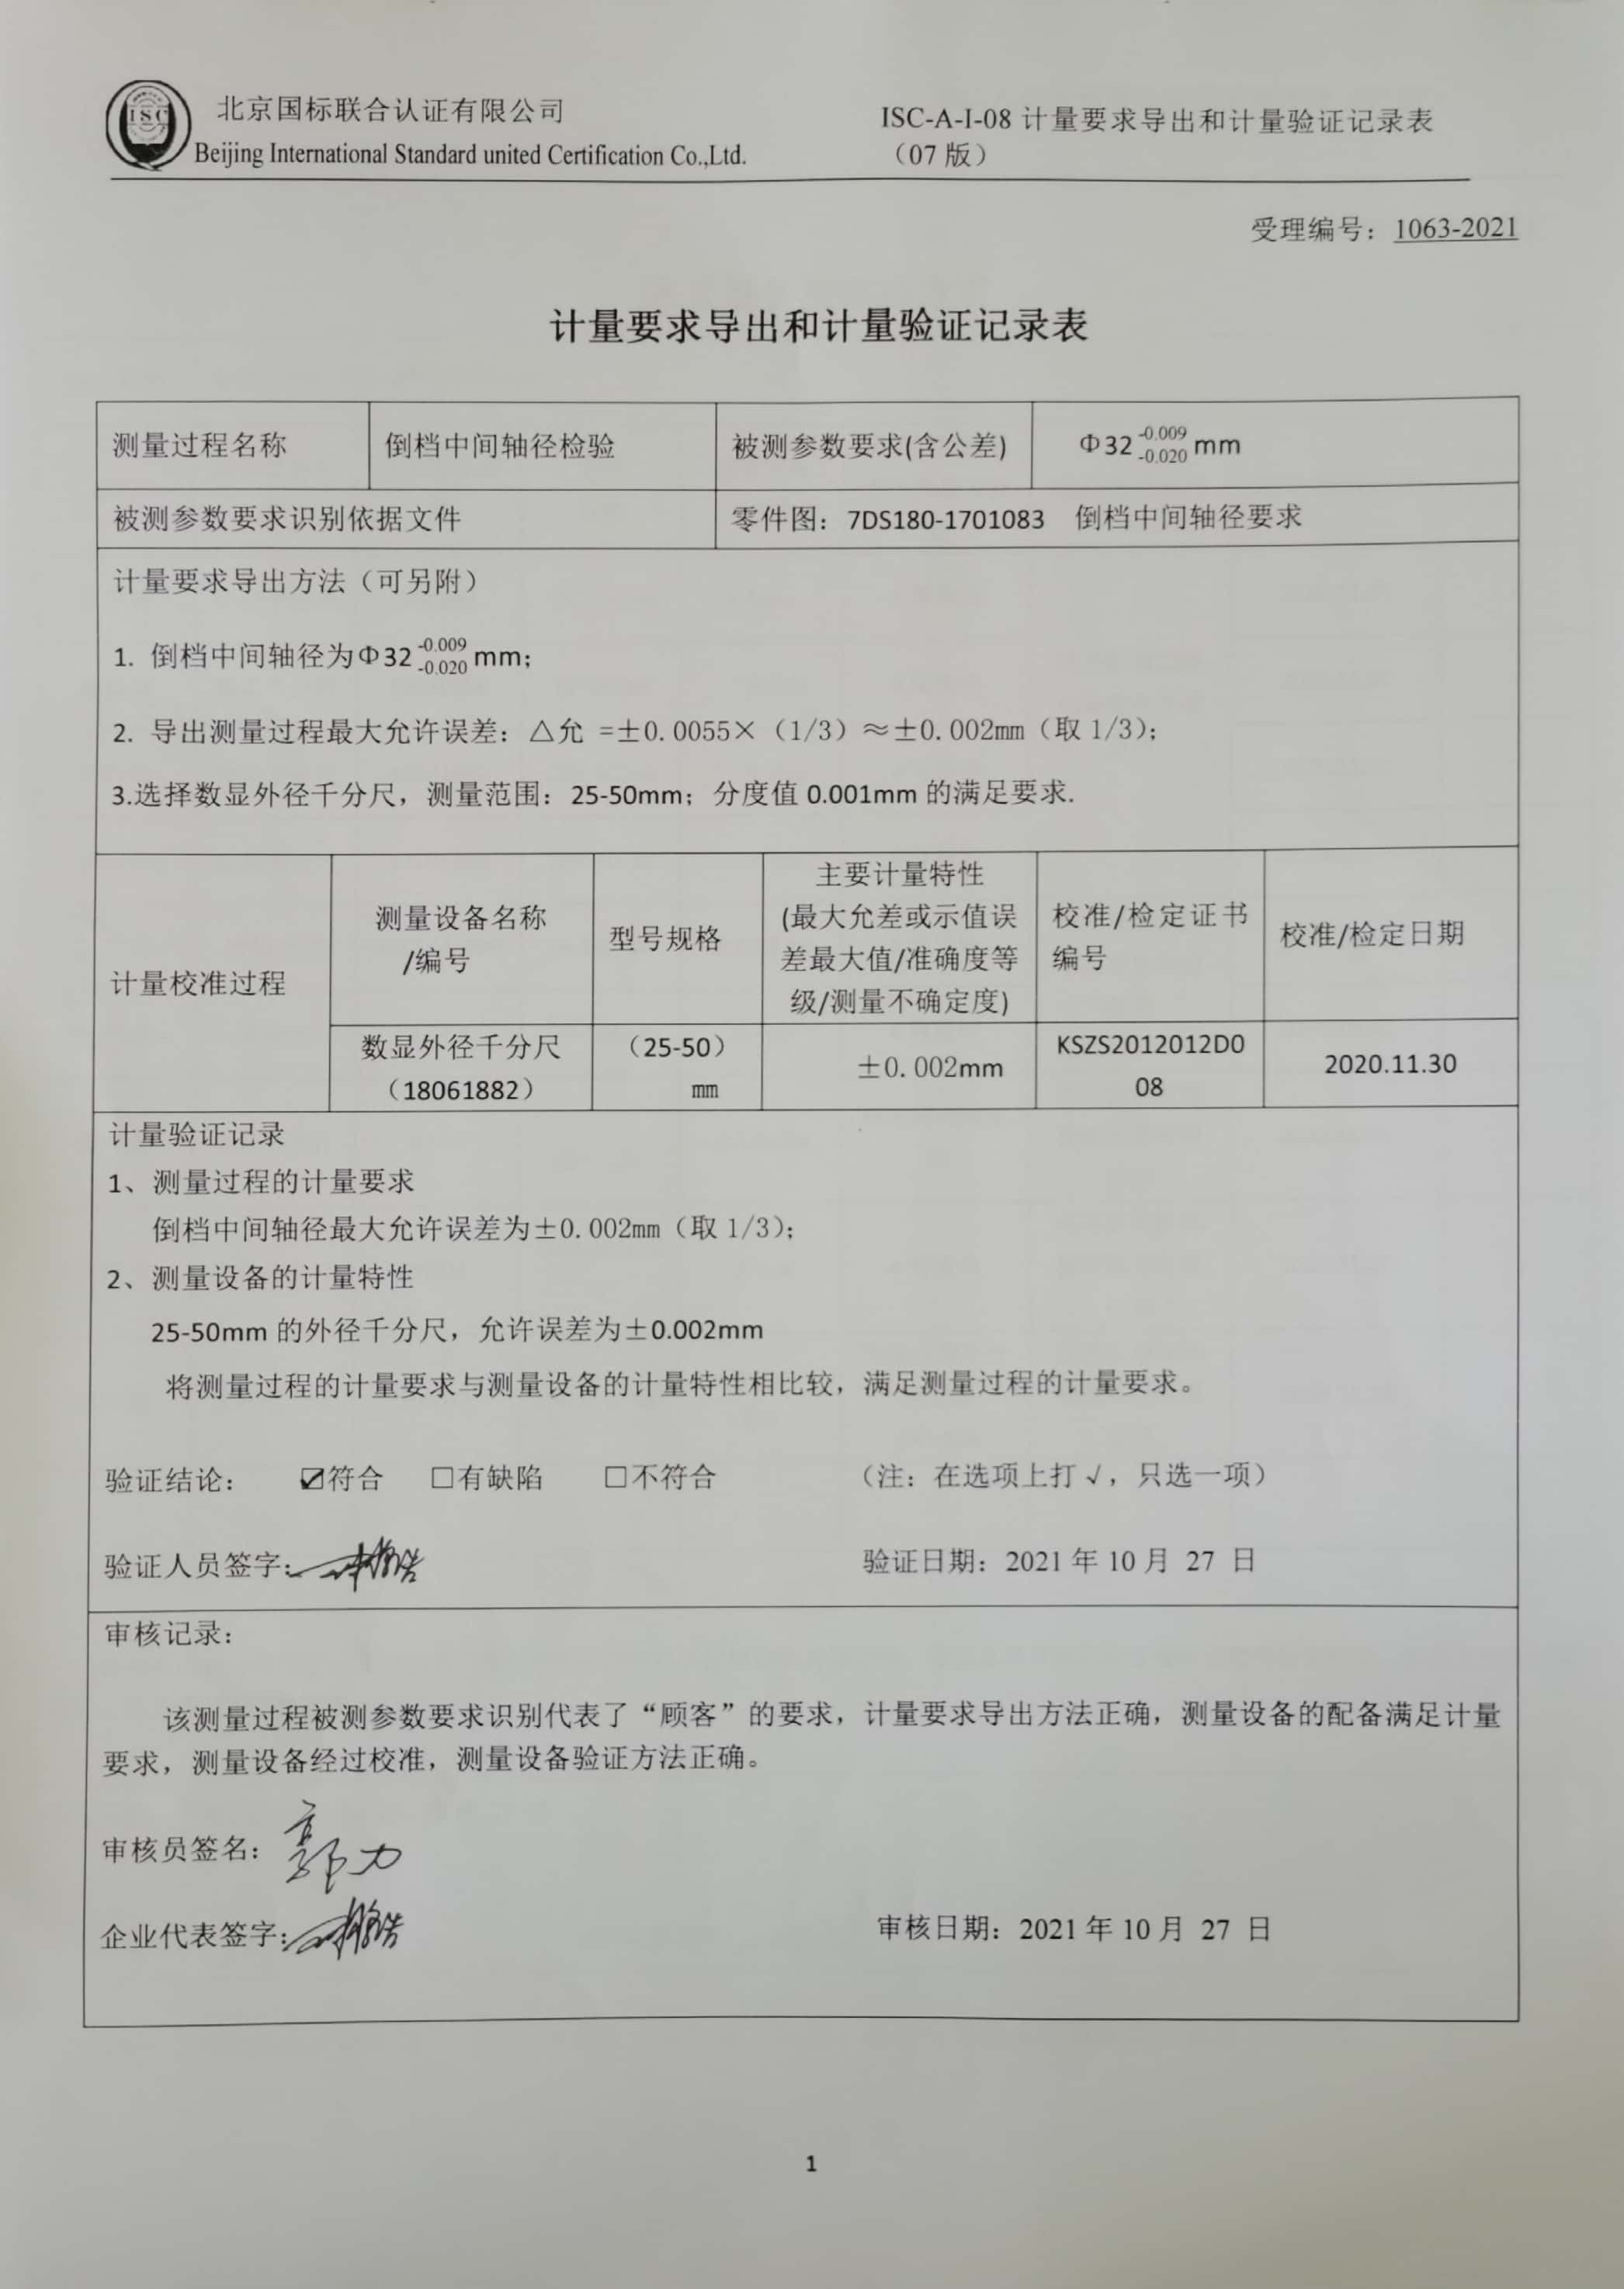 ISC
北京国标联合认证有限公司
Beijing International Standard united Certification Co.,Ltd.
ISC-A-I-08 计量要求导出和计量验证记录表
（07 版）
受理编号：1063-2021
计量要求导出和计量验证记录表
测量过程名称 倒档中间轴径检验 被测参数要求(含公差) Φ32 -0.009 -0.020 mm
被测参数要求识别依据文件 零件图：7DS180-1701083 倒档中间轴径要求
计量要求导出方法（可另附）
1. 倒档中间轴径为Φ32 -0.009 -0.020 mm；
2. 导出测量过程最大允许误差：△允 =±0.0055×（1/3）≈±0.002mm（取 1/3）；
3.选择数显外径千分尺，测量范围：25-50mm；分度值 0.001mm 的满足要求.
计量校准过程
测量设备名称
/编号
型号规格
主要计量特性
(最大允差或示值误
差最大值/准确度等
级/测量不确定度)
校准/检定证书
编号
校准/检定日期
数显外径千分尺
（18061882）
（25-50）
mm
±0.002mm
KSZS2012012D0
08
2020.11.30
计量验证记录
1、测量过程的计量要求
倒档中间轴径最大允许误差为±0.002mm（取 1/3）；
2、测量设备的计量特性
25-50mm 的外径千分尺，允许误差为±0.002mm
将测量过程的计量要求与测量设备的计量特性相比较，满足测量过程的计量要求。
验证结论： ☑符合 □有缺陷 □不符合 （注：在选项上打√，只选一项）
验证人员签字： 验证日期：2021 年 10 月 27 日
审核记录：
该测量过程被测参数要求识别代表了“顾客”的要求，计量要求导出方法正确，测量设备的配备满足计量
要求，测量设备经过校准，测量设备验证方法正确。
审核员签名：郭力
企业代表签字： 审核日期：2021 年 10 月 27 日
1